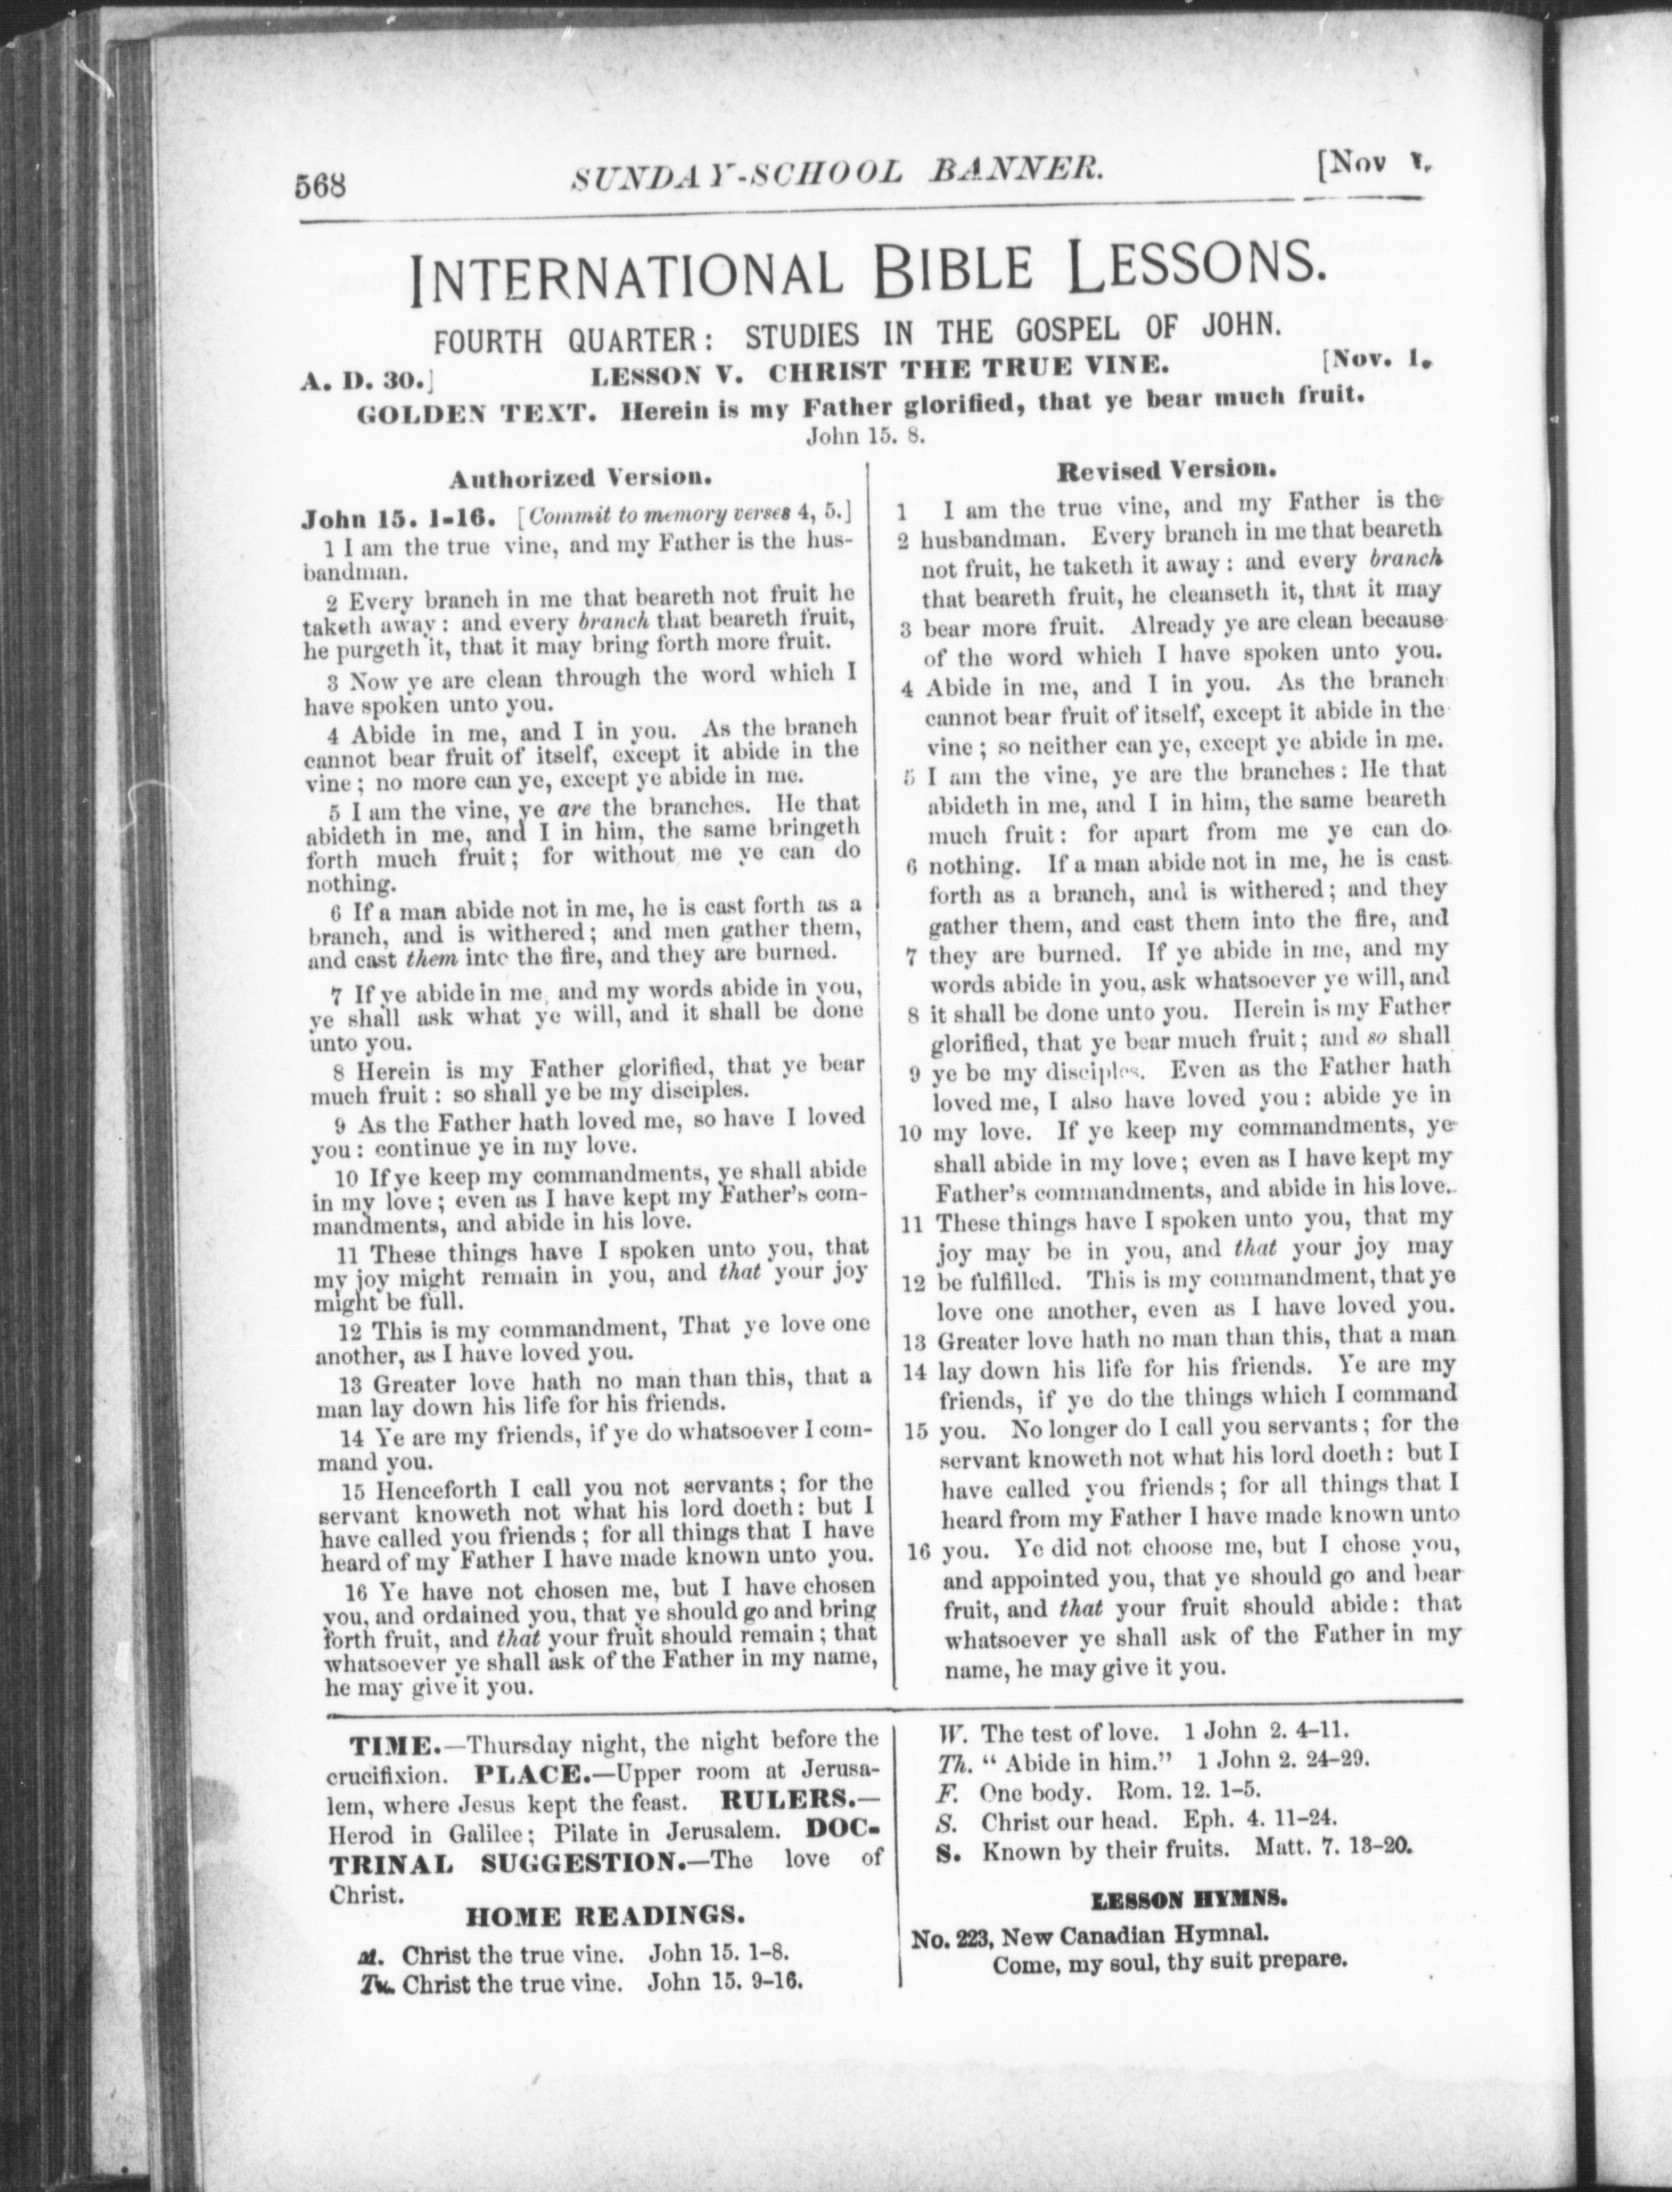 568
SUNDAY-SCHOOL BANNER.
[Nov 1.
INTERNATIONAL BIBLE LESSONS.
FOURTH QUARTER: STUDIES IN THE GOSPEL OF JOHN.
A. D. 30.]
LESSON V. CHRIST THE TRUE VINE.
[Nov. 1.
GOLDEN TEXT. Herein is my Father glorified, that ye bear much fruit.
John 15. 8.
Authorized Version.
John 15. 1-16. [Commit to memory verses 4, 5.]
1 I am the true vine, and my Father is the hus-
bandman.
2 Every branch in me that beareth not fruit he
taketh away: and every branch that beareth fruit,
he purgeth it, that it may bring forth more fruit.
3 Now ye are clean through the word which I
have spoken unto you.
4 Abide in me, and I in you. As the branch
cannot bear fruit of itself, except it abide in the
vine; no more can ye, except ye abide in me.
5 I am the vine, ye are the branches. He that
abideth in me, and I in him, the same bringeth
forth much fruit; for without me ye can do
nothing.
6 If a man abide not in me, he is cast forth as a
branch, and is withered; and men gather them,
and cast them into the fire, and they are burned.
7 If ye abide in me, and my words abide in you,
ye shall ask what ye will, and it shall be done
unto you.
8 Herein is my Father glorified, that ye bear
much fruit: so shall ye be my disciples.
9 As the Father hath loved me, so have I loved
you: continue ye in my love.
10 If ye keep my commandments, ye shall abide
in my love; even as I have kept my Father's com-
mandments, and abide in his love.
11 These things have I spoken unto you, that
my joy might remain in you, and that your joy
might be full.
12 This is my commandment, That ye love one
another, as I have loved you.
13 Greater love hath no man than this, that a
man lay down his life for his friends.
14 Ye are my friends, if ye do whatsoever I com-
mand you.
15 Henceforth I call you not servants; for the
servant knoweth not what his lord doeth: but I
have called you friends; for all things that I have
heard of my Father I have made known unto you.
16 Ye have not chosen me, but I have chosen
you, and ordained you, that ye should go and bring
forth fruit, and that your fruit should remain; that
whatsoever ye shall ask of the Father in my name,
he may give it you.
Revised Version.
1 I am the true vine, and my Father is the
2 husbandman. Every branch in me that beareth
not fruit, he taketh it away: and every branch
that beareth fruit, he cleanseth it, that it may
3 bear more fruit. Already ye are clean because
of the word which I have spoken unto you.
4 Abide in me, and I in you. As the branch
cannot bear fruit of itself, except it abide in the
vine; so neither can ye, except ye abide in me.
5 I am the vine, ye are the branches: He that
abideth in me, and I in him, the same beareth
much fruit: for apart from me ye can do
6 nothing. If a man abide not in me, he is cast
forth as a branch, and is withered; and they
gather them, and cast them into the fire, and
7 they are burned. If ye abide in me, and my
words abide in you, ask whatsoever ye will, and
8 it shall be done unto you. Herein is my Father
glorified, that ye bear much fruit; and so shall
9 ye be my disciples. Even as the Father hath
loved me, I also have loved you: abide ye in
10 my love. If ye keep my commandments, ye
shall abide in my love; even as I have kept my
Father's commandments, and abide in his love.
11 These things have I spoken unto you, that my
joy may be in you, and that your joy may
12 be fulfilled. This is my commandment, that ye
love one another, even as I have loved you.
13 Greater love hath no man than this, that a man
14 lay down his life for his friends. Ye are my
friends, if ye do the things which I command
15 you. No longer do I call you servants; for the
servant knoweth not what his lord doeth: but I
have called you friends; for all things that I
heard from my Father I have made known unto
16 you. Ye did not choose me, but I chose you,
and appointed you, that ye should go and bear
fruit, and that your fruit should abide: that
whatsoever ye shall ask of the Father in my
name, he may give it you.
TIME.—Thursday night, the night before the
crucifixion. PLACE.—Upper room at Jerusa-
lem, where Jesus kept the feast. RULERS.—
Herod in Galilee; Pilate in Jerusalem. DOC-
TRINAL SUGGESTION.—The love of
Christ.
HOME READINGS.
M. Christ the true vine. John 15. 1-8.
Tu. Christ the true vine. John 15. 9-16.
W. The test of love. 1 John 2. 4-11.
Th. "Abide in him." 1 John 2. 24-29.
F. One body. Rom. 12. 1-5.
S. Christ our head. Eph. 4. 11-24.
S. Known by their fruits. Matt. 7. 13-20.
LESSON HYMNS.
No. 223, New Canadian Hymnal.
Come, my soul, thy suit prepare.